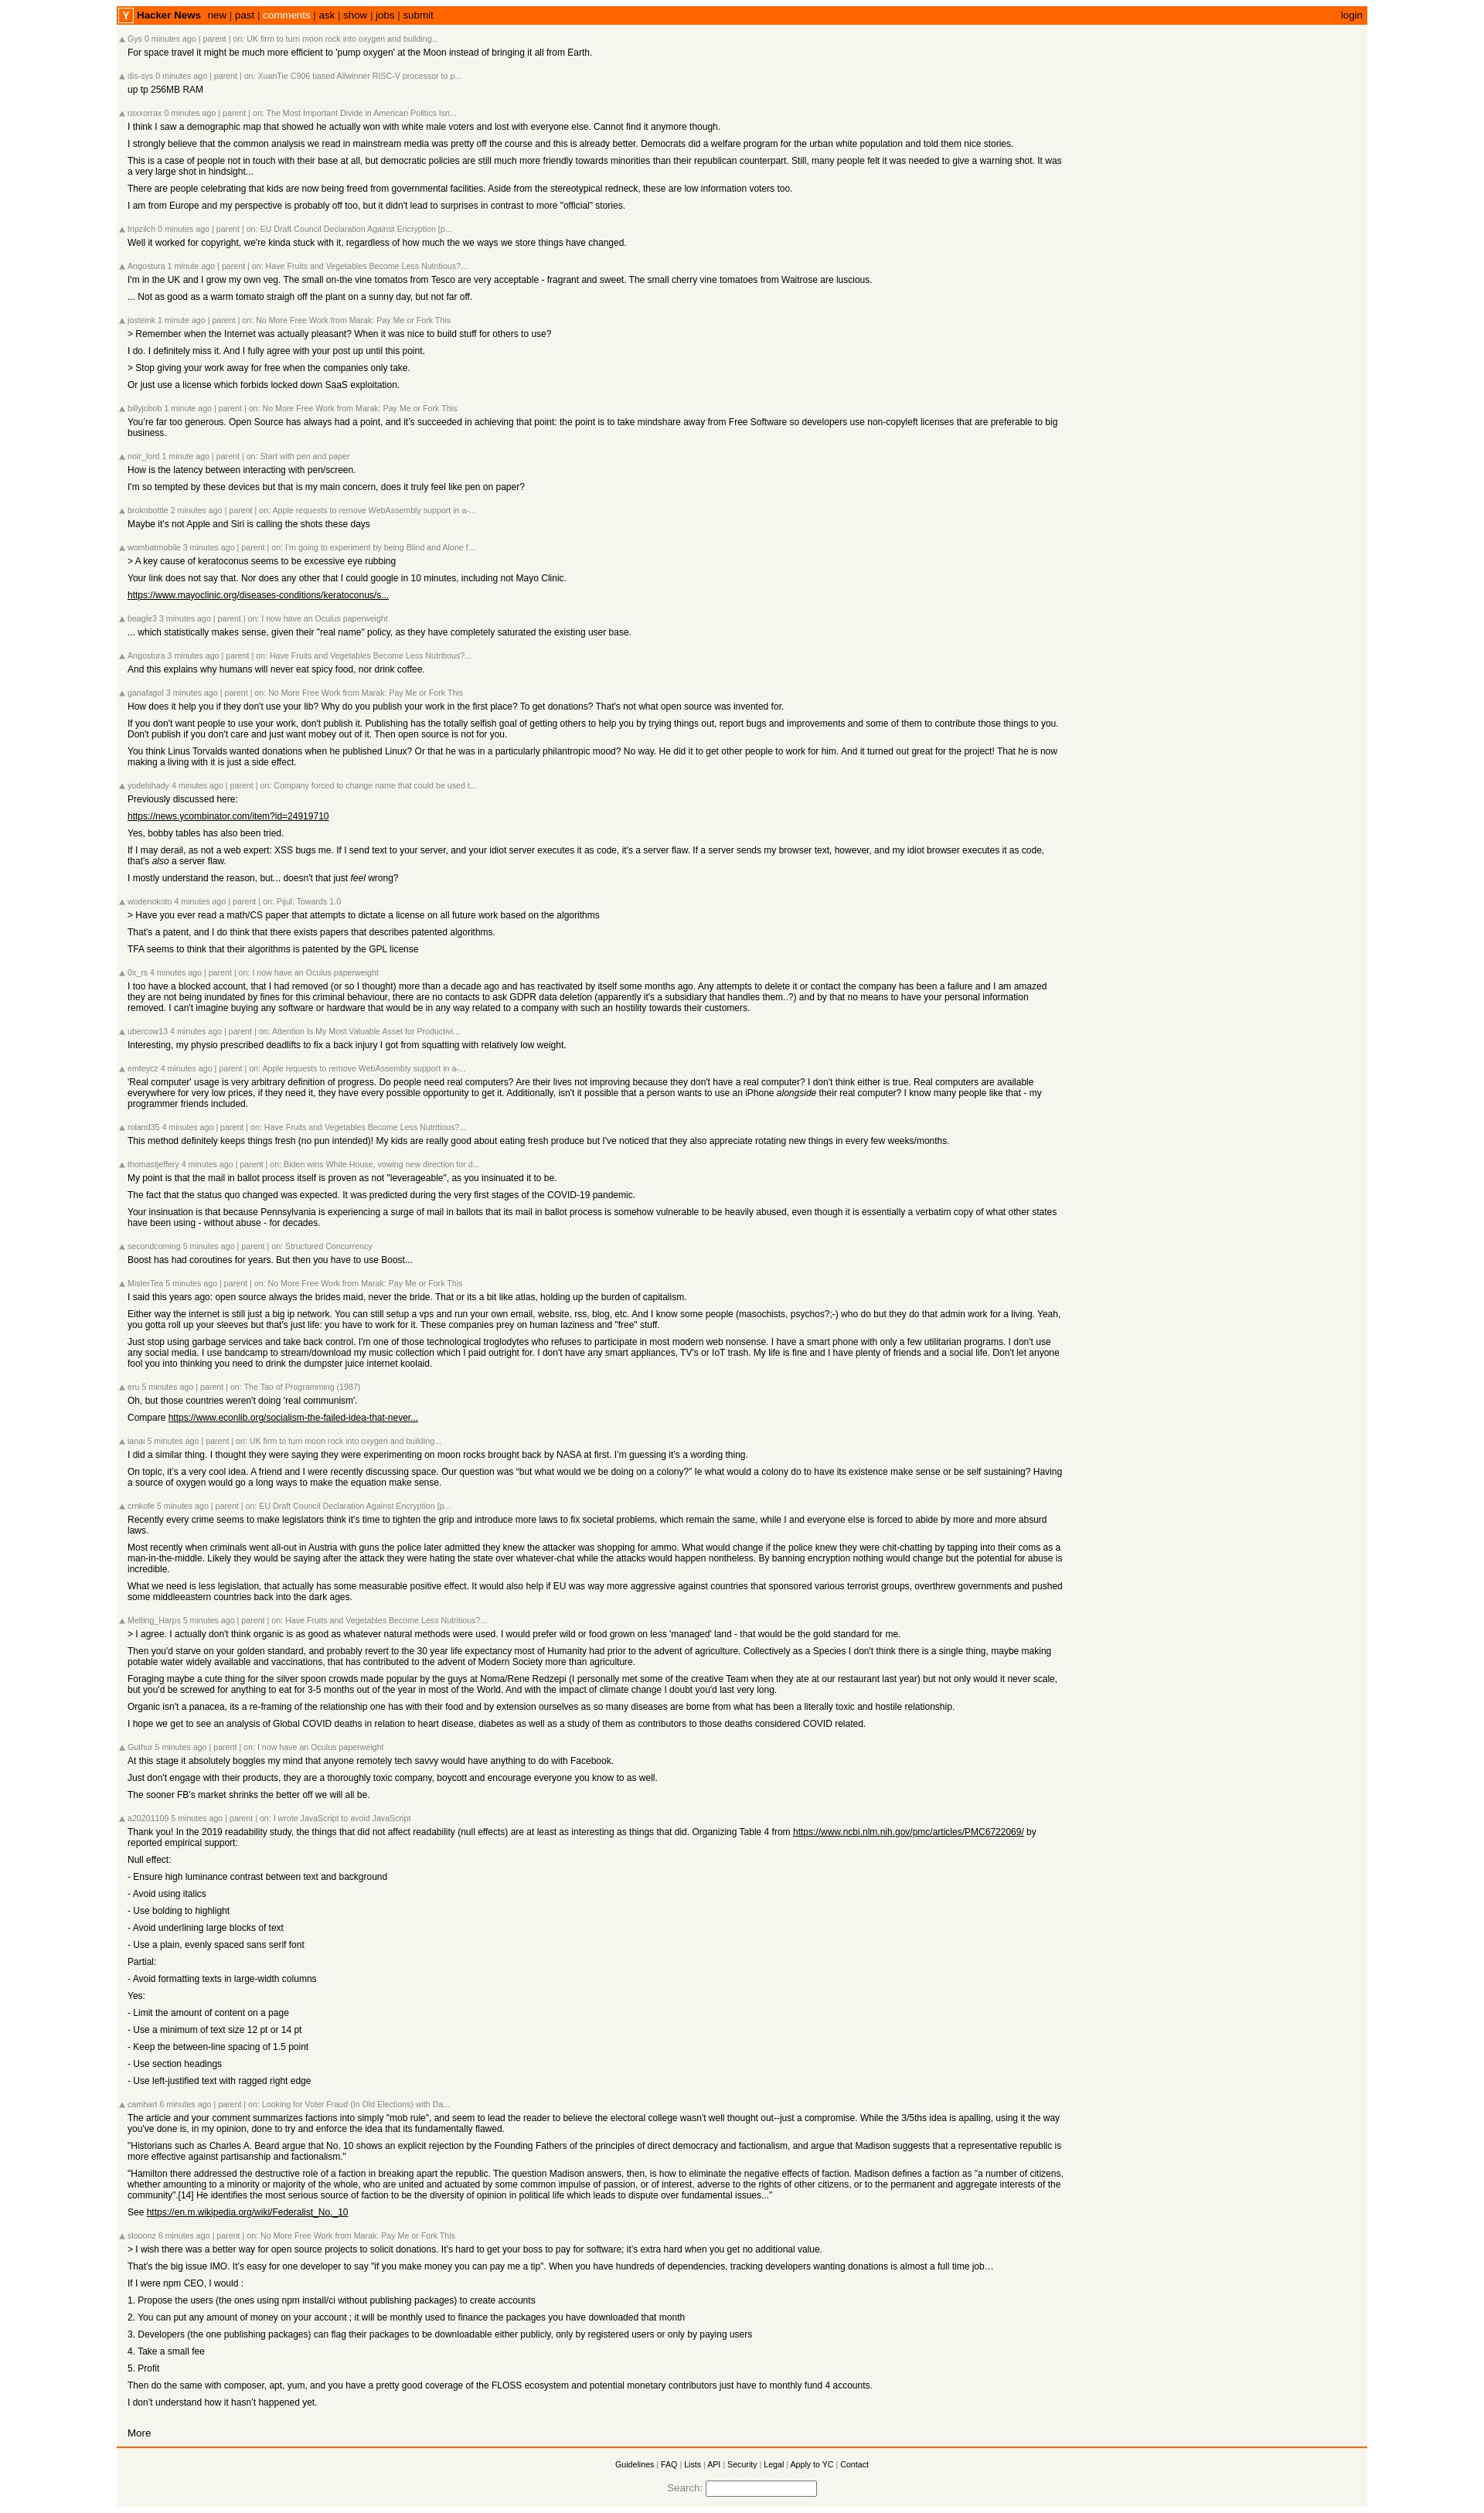 Y Hacker News new | past | comments | ask | show | jobs | submit login
Gys 0 minutes ago | parent | on: UK firm to turn moon rock into oxygen and building...
For space travel it might be much more efficient to 'pump oxygen' at the Moon instead of bringing it all from Earth.
dis-sys 0 minutes ago | parent | on: XuanTie C906 based Allwinner RISC-V processor to p...
up tp 256MB RAM
raxxorrax 0 minutes ago | parent | on: The Most Important Divide in American Politics Isn...
I think I saw a demographic map that showed he actually won with white male voters and lost with everyone else. Cannot find it anymore though.
I strongly believe that the common analysis we read in mainstream media was pretty off the course and this is already better. Democrats did a welfare program for the urban white population and told them nice stories.
This is a case of people not in touch with their base at all, but democratic policies are still much more friendly towards minorities than their republican counterpart. Still, many people felt it was needed to give a warning shot. It was
a very large shot in hindsight...
There are people celebrating that kids are now being freed from governmental facilities. Aside from the stereotypical redneck, these are low information voters too.
I am from Europe and my perspective is probably off too, but it didn't lead to surprises in contrast to more "official" stories.
tripzilch 0 minutes ago | parent | on: EU Draft Council Declaration Against Encryption [p...
Well it worked for copyright, we're kinda stuck with it, regardless of how much the we ways we store things have changed.
Angostura 1 minute ago | parent | on: Have Fruits and Vegetables Become Less Nutritious?...
I'm in the UK and I grow my own veg. The small on-the vine tomatos from Tesco are very acceptable - fragrant and sweet. The small cherry vine tomatoes from Waitrose are luscious.
... Not as good as a warm tomato straigh off the plant on a sunny day, but not far off.
josteink 1 minute ago | parent | on: No More Free Work from Marak: Pay Me or Fork This
> Remember when the Internet was actually pleasant? When it was nice to build stuff for others to use?
I do. I definitely miss it. And I fully agree with your post up until this point.
> Stop giving your work away for free when the companies only take.
Or just use a license which forbids locked down SaaS exploitation.
billyjobob 1 minute ago | parent | on: No More Free Work from Marak: Pay Me or Fork This
You’re far too generous. Open Source has always had a point, and it’s succeeded in achieving that point: the point is to take mindshare away from Free Software so developers use non-copyleft licenses that are preferable to big
business.
noir_lord 1 minute ago | parent | on: Start with pen and paper
How is the latency between interacting with pen/screen.
I'm so tempted by these devices but that is my main concern, does it truly feel like pen on paper?
broknbottle 2 minutes ago | parent | on: Apple requests to remove WebAssembly support in a-...
Maybe it's not Apple and Siri is calling the shots these days
wombatmobile 3 minutes ago | parent | on: I'm going to experiment by being Blind and Alone f...
> A key cause of keratoconus seems to be excessive eye rubbing
Your link does not say that. Nor does any other that I could google in 10 minutes, including not Mayo Clinic.
https://www.mayoclinic.org/diseases-conditions/keratoconus/s...
beagle3 3 minutes ago | parent | on: I now have an Oculus paperweight
... which statistically makes sense, given their "real name" policy, as they have completely saturated the existing user base.
Angostura 3 minutes ago | parent | on: Have Fruits and Vegetables Become Less Nutritious?...
And this explains why humans will never eat spicy food, nor drink coffee.
ganafagol 3 minutes ago | parent | on: No More Free Work from Marak: Pay Me or Fork This
How does it help you if they don't use your lib? Why do you publish your work in the first place? To get donations? That's not what open source was invented for.
If you don't want people to use your work, don't publish it. Publishing has the totally selfish goal of getting others to help you by trying things out, report bugs and improvements and some of them to contribute those things to you.
Don't publish if you don't care and just want mobey out of it. Then open source is not for you.
You think Linus Torvalds wanted donations when he published Linux? Or that he was in a particularly philantropic mood? No way. He did it to get other people to work for him. And it turned out great for the project! That he is now
making a living with it is just a side effect.
yodelshady 4 minutes ago | parent | on: Company forced to change name that could be used t...
Previously discussed here:
https://news.ycombinator.com/item?id=24919710
Yes, bobby tables has also been tried.
If I may derail, as not a web expert: XSS bugs me. If I send text to your server, and your idiot server executes it as code, it's a server flaw. If a server sends my browser text, however, and my idiot browser executes it as code,
that's also a server flaw.
I mostly understand the reason, but... doesn't that just feel wrong?
wodenokoto 4 minutes ago | parent | on: Pijul: Towards 1.0
> Have you ever read a math/CS paper that attempts to dictate a license on all future work based on the algorithms
That's a patent, and I do think that there exists papers that describes patented algorithms.
TFA seems to think that their algorithms is patented by the GPL license
0x_rs 4 minutes ago | parent | on: I now have an Oculus paperweight
I too have a blocked account, that I had removed (or so I thought) more than a decade ago and has reactivated by itself some months ago. Any attempts to delete it or contact the company has been a failure and I am amazed
they are not being inundated by fines for this criminal behaviour, there are no contacts to ask GDPR data deletion (apparently it's a subsidiary that handles them..?) and by that no means to have your personal information
removed. I can't imagine buying any software or hardware that would be in any way related to a company with such an hostility towards their customers.
ubercow13 4 minutes ago | parent | on: Attention Is My Most Valuable Asset for Productivi...
Interesting, my physio prescribed deadlifts to fix a back injury I got from squatting with relatively low weight.
emteycz 4 minutes ago | parent | on: Apple requests to remove WebAssembly support in a-...
'Real computer' usage is very arbitrary definition of progress. Do people need real computers? Are their lives not improving because they don't have a real computer? I don't think either is true. Real computers are available
everywhere for very low prices, if they need it, they have every possible opportunity to get it. Additionally, isn't it possible that a person wants to use an iPhone alongside their real computer? I know many people like that - my
programmer friends included.
roland35 4 minutes ago | parent | on: Have Fruits and Vegetables Become Less Nutritious?...
This method definitely keeps things fresh (no pun intended)! My kids are really good about eating fresh produce but I've noticed that they also appreciate rotating new things in every few weeks/months.
thomastjeffery 4 minutes ago | parent | on: Biden wins White House, vowing new direction for d...
My point is that the mail in ballot process itself is proven as not "leverageable", as you insinuated it to be.
The fact that the status quo changed was expected. It was predicted during the very first stages of the COVID-19 pandemic.
Your insinuation is that because Pennsylvania is experiencing a surge of mail in ballots that its mail in ballot process is somehow vulnerable to be heavily abused, even though it is essentially a verbatim copy of what other states
have been using - without abuse - for decades.
secondcoming 5 minutes ago | parent | on: Structured Concurrency
Boost has had coroutines for years. But then you have to use Boost...
MisterTea 5 minutes ago | parent | on: No More Free Work from Marak: Pay Me or Fork This
I said this years ago: open source always the brides maid, never the bride. That or its a bit like atlas, holding up the burden of capitalism.
Either way the internet is still just a big ip network. You can still setup a vps and run your own email, website, rss, blog, etc. And I know some people (masochists, psychos?;-) who do but they do that admin work for a living. Yeah,
you gotta roll up your sleeves but that's just life: you have to work for it. These companies prey on human laziness and "free" stuff.
Just stop using garbage services and take back control. I'm one of those technological troglodytes who refuses to participate in most modern web nonsense. I have a smart phone with only a few utilitarian programs. I don't use
any social media. I use bandcamp to stream/download my music collection which I paid outright for. I don't have any smart appliances, TV's or IoT trash. My life is fine and I have plenty of friends and a social life. Don't let anyone
fool you into thinking you need to drink the dumpster juice internet koolaid.
eru 5 minutes ago | parent | on: The Tao of Programming (1987)
Oh, but those countries weren't doing 'real communism'.
Compare https://www.econlib.org/socialism-the-failed-idea-that-never...
ianai 5 minutes ago | parent | on: UK firm to turn moon rock into oxygen and building...
I did a similar thing. I thought they were saying they were experimenting on moon rocks brought back by NASA at first. I’m guessing it’s a wording thing.
On topic, it’s a very cool idea. A friend and I were recently discussing space. Our question was “but what would we be doing on a colony?” Ie what would a colony do to have its existence make sense or be self sustaining? Having
a source of oxygen would go a long ways to make the equation make sense.
crnkofe 5 minutes ago | parent | on: EU Draft Council Declaration Against Encryption [p...
Recently every crime seems to make legislators think it's time to tighten the grip and introduce more laws to fix societal problems, which remain the same, while I and everyone else is forced to abide by more and more absurd
laws.
Most recently when criminals went all-out in Austria with guns the police later admitted they knew the attacker was shopping for ammo. What would change if the police knew they were chit-chatting by tapping into their coms as a
man-in-the-middle. Likely they would be saying after the attack they were hating the state over whatever-chat while the attacks would happen nontheless. By banning encryption nothing would change but the potential for abuse is
incredible.
What we need is less legislation, that actually has some measurable positive effect. It would also help if EU was way more aggressive against countries that sponsored various terrorist groups, overthrew governments and pushed
some middleeastern countries back into the dark ages.
Melting_Harps 5 minutes ago | parent | on: Have Fruits and Vegetables Become Less Nutritious?...
> I agree. I actually don't think organic is as good as whatever natural methods were used. I would prefer wild or food grown on less 'managed' land - that would be the gold standard for me.
Then you'd starve on your golden standard, and probably revert to the 30 year life expectancy most of Humanity had prior to the advent of agriculture. Collectively as a Species I don't think there is a single thing, maybe making
potable water widely available and vaccinations, that has contributed to the advent of Modern Society more than agriculture.
Foraging maybe a cute thing for the silver spoon crowds made popular by the guys at Noma/Rene Redzepi (I personally met some of the creative Team when they ate at our restaurant last year) but not only would it never scale,
but you'd be screwed for anything to eat for 3-5 months out of the year in most of the World. And with the impact of climate change I doubt you'd last very long.
Organic isn't a panacea, its a re-framing of the relationship one has with their food and by extension ourselves as so many diseases are borne from what has been a literally toxic and hostile relationship.
I hope we get to see an analysis of Global COVID deaths in relation to heart disease, diabetes as well as a study of them as contributors to those deaths considered COVID related.
Guthur 5 minutes ago | parent | on: I now have an Oculus paperweight
At this stage it absolutely boggles my mind that anyone remotely tech savvy would have anything to do with Facebook.
Just don't engage with their products, they are a thoroughly toxic company, boycott and encourage everyone you know to as well.
The sooner FB's market shrinks the better off we will all be.
a20201109 5 minutes ago | parent | on: I wrote JavaScript to avoid JavaScript
Thank you! In the 2019 readability study, the things that did not affect readability (null effects) are at least as interesting as things that did. Organizing Table 4 from https://www.ncbi.nlm.nih.gov/pmc/articles/PMC6722069/ by
reported empirical support:
Null effect:
- Ensure high luminance contrast between text and background
- Avoid using italics
- Use bolding to highlight
- Avoid underlining large blocks of text
- Use a plain, evenly spaced sans serif font
Partial:
- Avoid formatting texts in large-width columns
Yes:
- Limit the amount of content on a page
- Use a minimum of text size 12 pt or 14 pt
- Keep the between-line spacing of 1.5 point
- Use section headings
- Use left-justified text with ragged right edge
camhart 6 minutes ago | parent | on: Looking for Voter Fraud (In Old Elections) with Da...
The article and your comment summarizes factions into simply "mob rule", and seem to lead the reader to believe the electoral college wasn't well thought out--just a compromise. While the 3/5ths idea is apalling, using it the way
you've done is, in my opinion, done to try and enforce the idea that its fundamentally flawed.
"Historians such as Charles A. Beard argue that No. 10 shows an explicit rejection by the Founding Fathers of the principles of direct democracy and factionalism, and argue that Madison suggests that a representative republic is
more effective against partisanship and factionalism."
"Hamilton there addressed the destructive role of a faction in breaking apart the republic. The question Madison answers, then, is how to eliminate the negative effects of faction. Madison defines a faction as "a number of citizens,
whether amounting to a minority or majority of the whole, who are united and actuated by some common impulse of passion, or of interest, adverse to the rights of other citizens, or to the permanent and aggregate interests of the
community".[14] He identifies the most serious source of faction to be the diversity of opinion in political life which leads to dispute over fundamental issues..."
See https://en.m.wikipedia.org/wiki/Federalist_No._10
slooonz 6 minutes ago | parent | on: No More Free Work from Marak: Pay Me or Fork This
> I wish there was a better way for open source projects to solicit donations. It’s hard to get your boss to pay for software; it’s extra hard when you get no additional value.
That’s the big issue IMO. It’s easy for one developer to say "if you make money you can pay me a tip". When you have hundreds of dependencies, tracking developers wanting donations is almost a full time job…
If I were npm CEO, I would :
1. Propose the users (the ones using npm install/ci without publishing packages) to create accounts
2. You can put any amount of money on your account ; it will be monthly used to finance the packages you have downloaded that month
3. Developers (the one publishing packages) can flag their packages to be downloadable either publicly, only by registered users or only by paying users
4. Take a small fee
5. Profit
Then do the same with composer, apt, yum, and you have a pretty good coverage of the FLOSS ecosystem and potential monetary contributors just have to monthly fund 4 accounts.
I don’t understand how it hasn’t happened yet.
More
Guidelines | FAQ | Lists | API | Security | Legal | Apply to YC | Contact
Search: